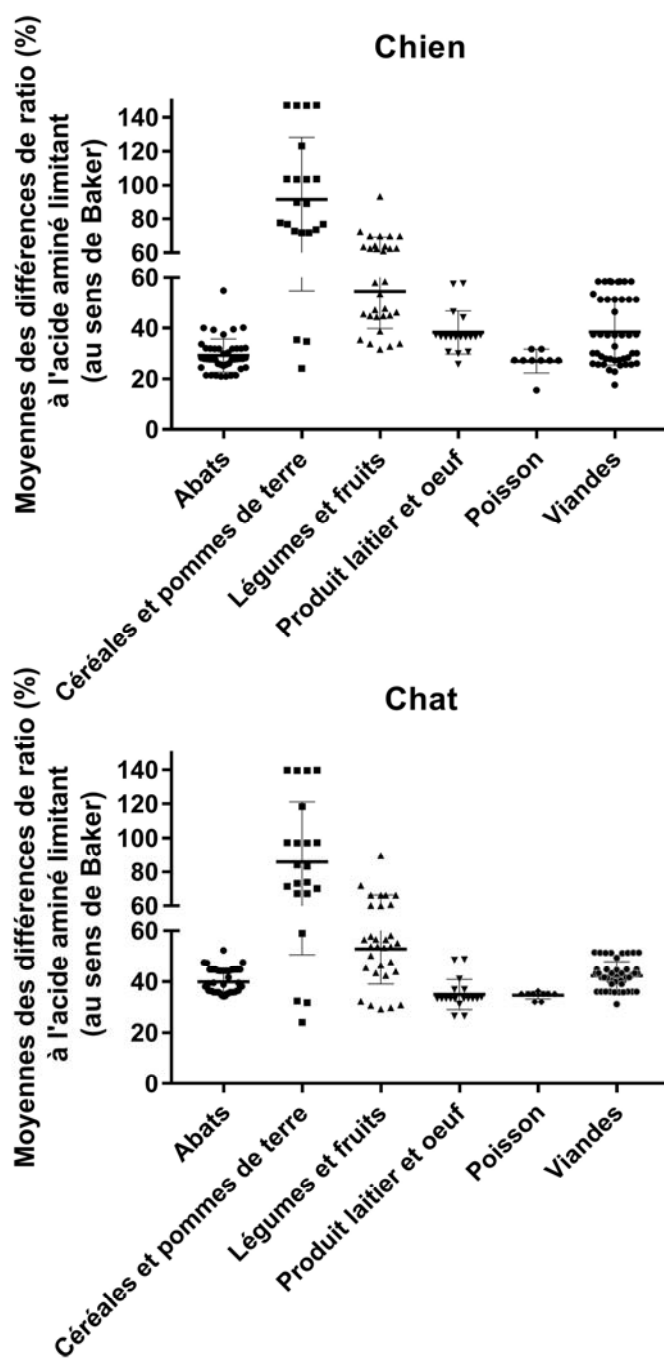 Chien
Moyennes des différences de ratio (%)
à l'acide aminé limitant
(au sens de Baker)
140
120
100
80
60
60
40
20
0
Abats
Céréales et pommes de terre
Légumes et fruits
Produit laitier et oeuf
Poisson
Viandes
Chat
Moyennes des différences de ratio (%)
à l'acide aminé limitant
(au sens de Baker)
140
120
100
80
60
60
40
20
0
Abats
Céréales et pommes de terre
Légumes et fruits
Produit laitier et oeuf
Poisson
Viandes